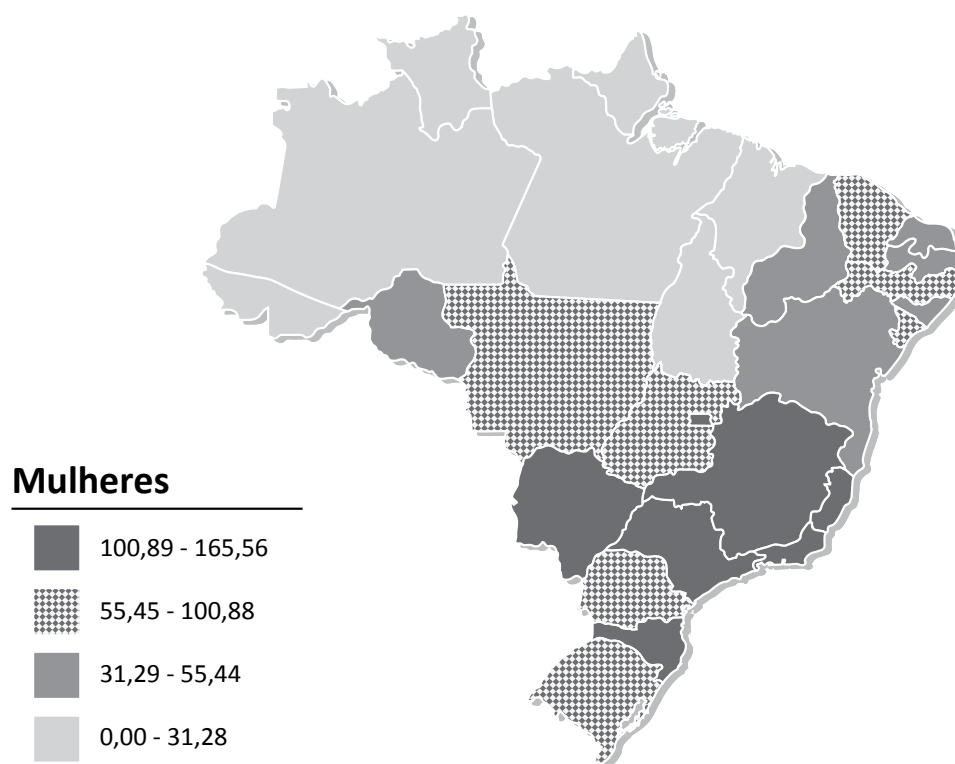 Mulheres
100,89 - 165,56
55,45 - 100,88
31,29 - 55,44
0,00 - 31,28